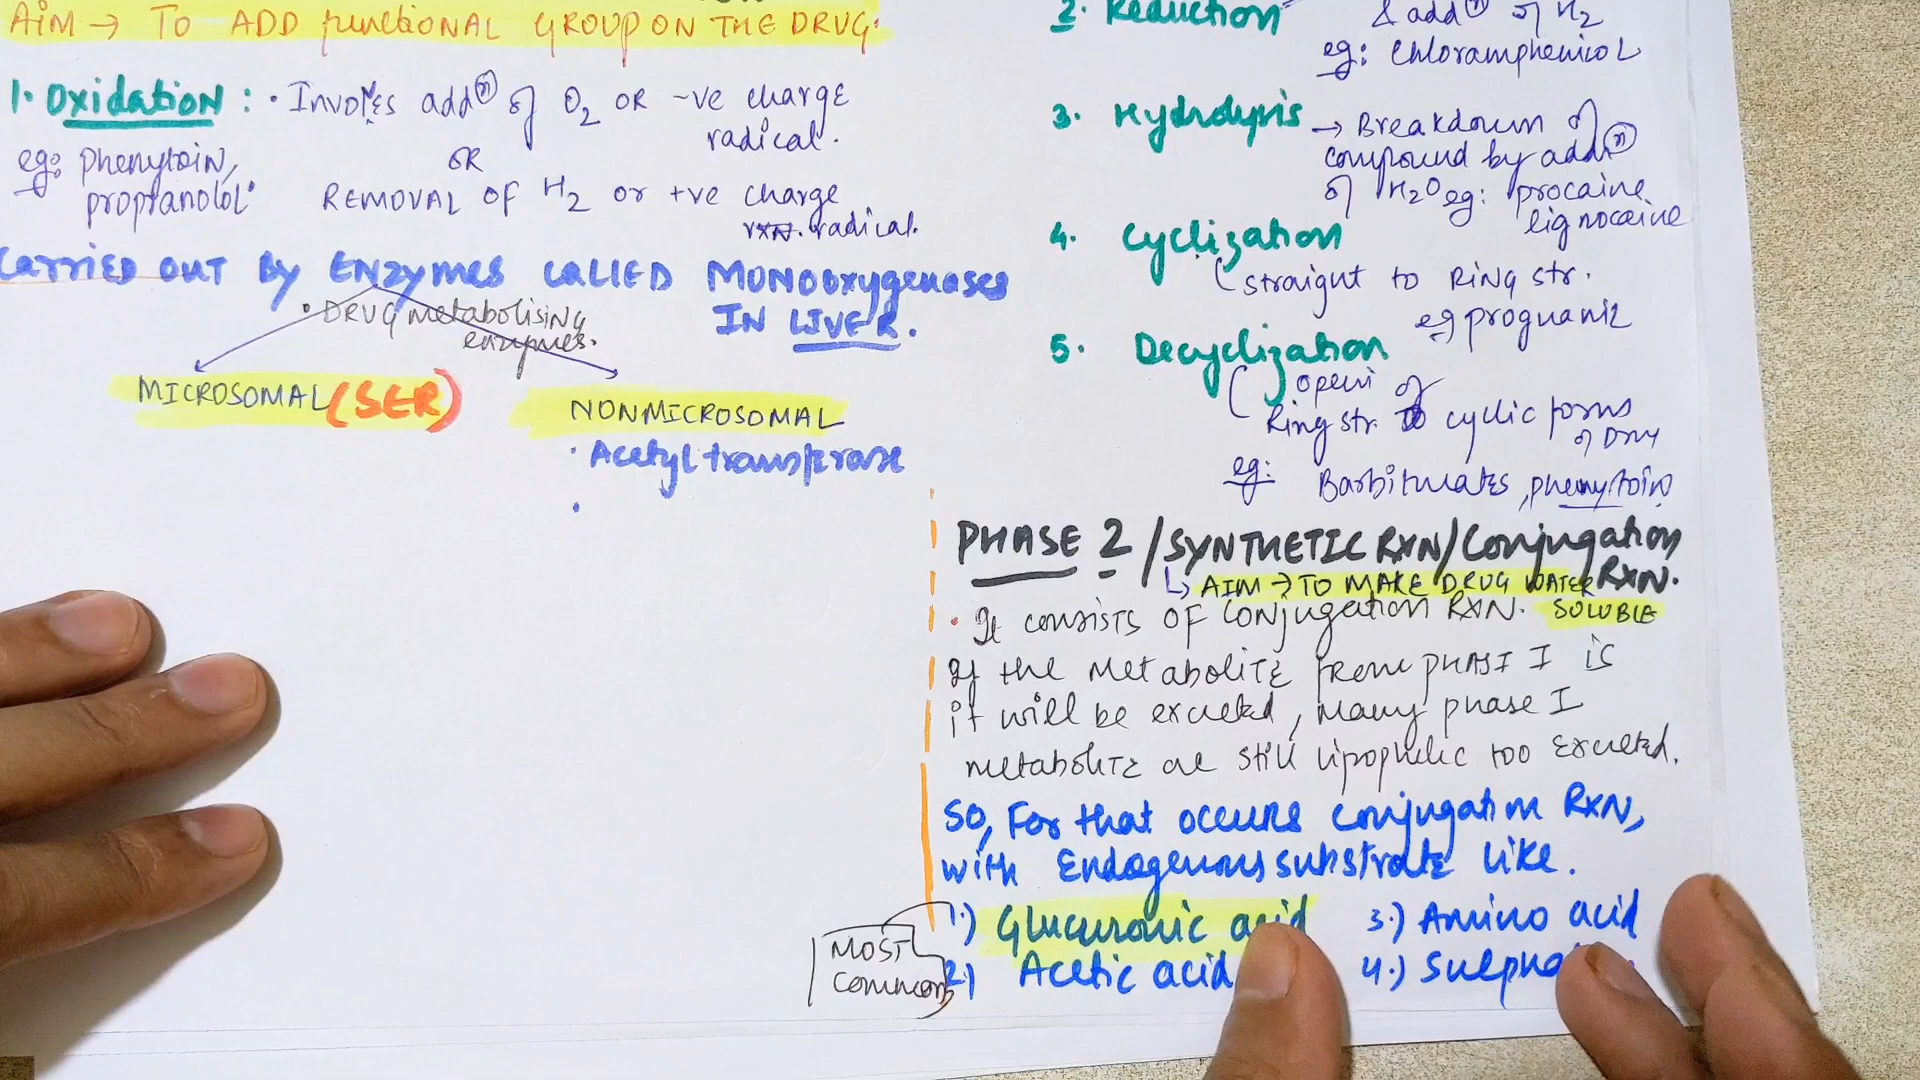 AIM → TO ADD functional GROUP ON THE DRUG.
1. Oxidation : • Involves add(n) of O2 OR -ve charge
radical.
eg: phenytoin,
propranolol
OR
REMOVAL OF H2 or +ve charge
radical.
CARRIED OUT By ENzymes CALLED MONOoxygenases
IN LIVER.
• DRUG metabolising
enzymes.
MICROSOMAL (SER)
NONMICROSOMAL
• Acetyl transferase
•
2. Reduction
& add(n) of H2
eg: Chloramphenicol
3. Hydrolysis → Breakdown of
compound by add(n)
of H2O eg: procaine
lignocaine
4. Cyclization
straight to Ring str.
eg proguanil
5. Decyclization
open of
Ring str. cyclic forms
of Drug
eg: Barbiturates, phenytoin
PHASE 2 / SYNTHETIC RXN / Conjugation
RXN.
↳ AIM → TO MAKE DRUG WATER
SOLUBLE
• It consists OF conjugation RXN.
If the Metabolite from PHASE I is
it will be excreted, Many phase I
metabolite are still lipophilic too Excreted.
SO, For that occurs conjugation RXN,
with Endogenous substrate like.
1.) Glucuronic acid
MOST
common
2) Acetic acid
3.) Amino acid
4.) Sulpha